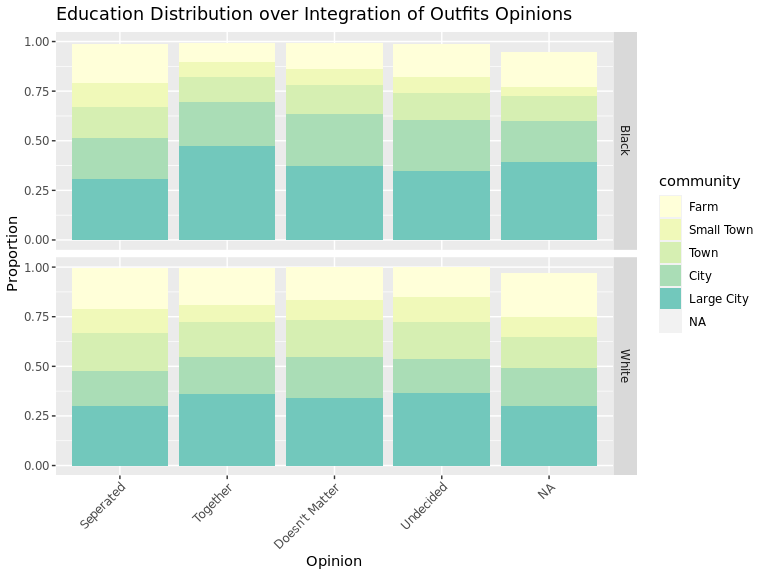 Education Distribution over Integration of Outfits Opinions
Proportion
1.00
0.75
0.50
0.25
0.00
Black
1.00
0.75
0.50
0.25
0.00
White
Seperated
Together
Doesn't Matter
Undecided
NA
Opinion
community
Farm
Small Town
Town
City
Large City
NA